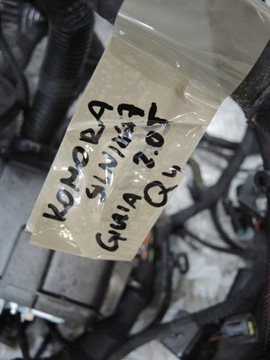 KOMORA
SILNIKA
GIULIA 2.0T
Q4